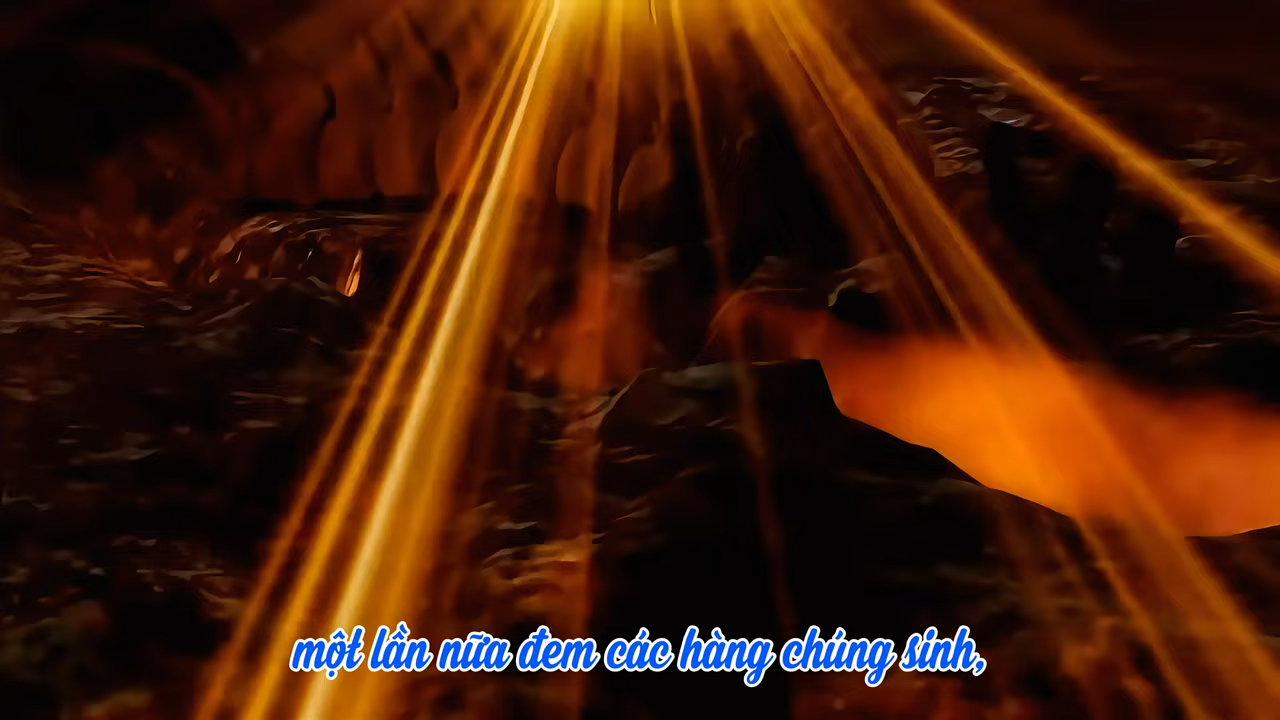 một lần nữa đem các hàng chúng sinh,